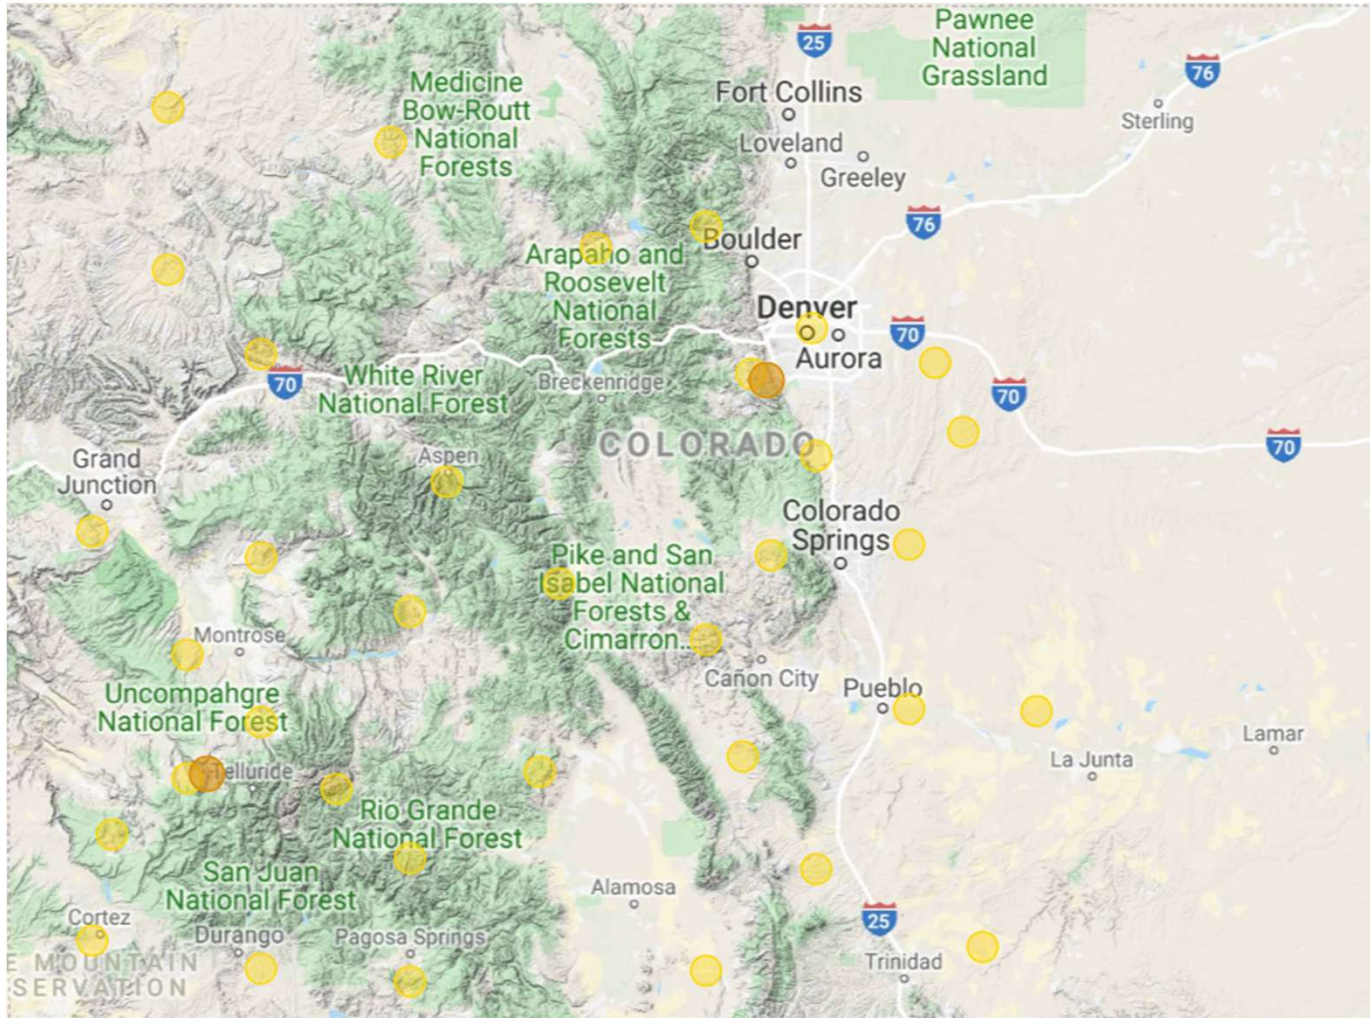 Pawnee
National
Grassland
25
76
Medicine
Bow-Routt
National
Forests
Fort Collins
Sterling
Loveland
Greeley
76
Boulder
Arapaho and
Roosevelt
National
Forests
Denver
70
Aurora
70
White River
National Forest
Breckenridge
70
COLORADO
70
Grand
Junction
Aspen
Colorado
Springs
Pike and San
Isabel National
Forests &
Cimarron...
Montrose
Cañon City
Pueblo
Uncompahgre
National Forest
Lamar
La Junta
Telluride
Rio Grande
National Forest
San Juan
National Forest
Alamosa
Cortez
Durango
Pagosa Springs
25
E MOUNTAIN
SERVATION
Trinidad